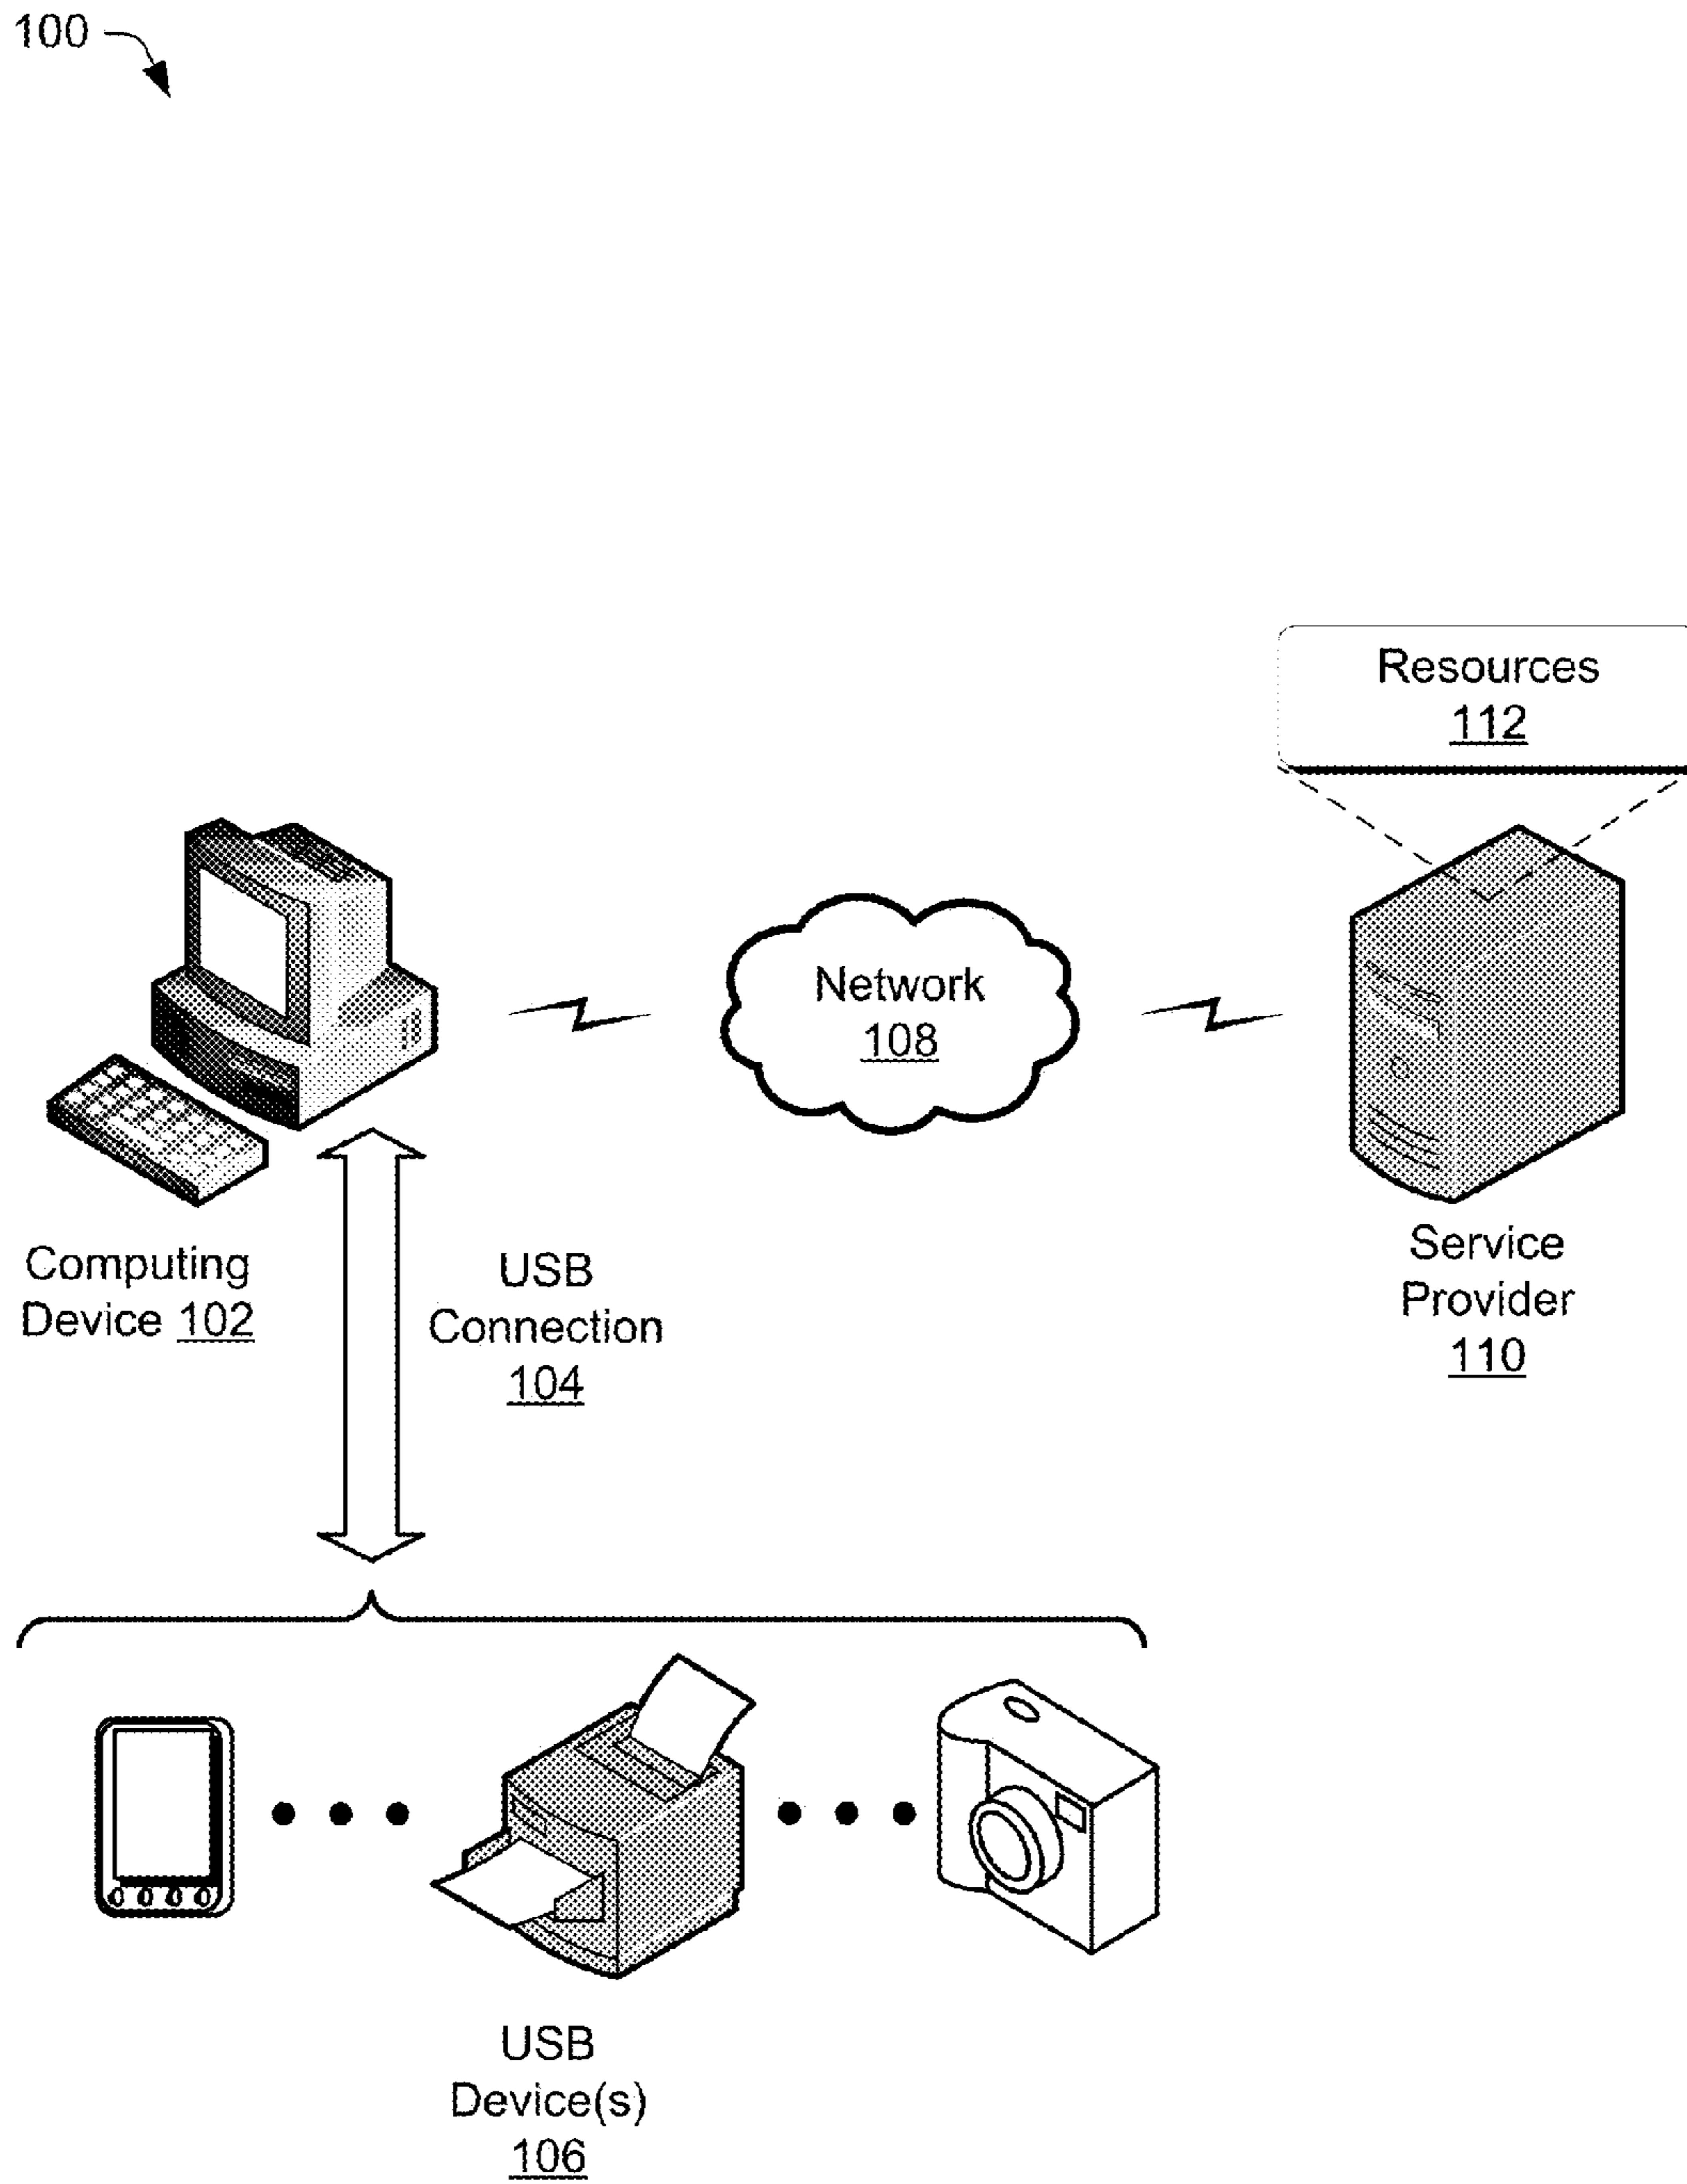 100
Resources
112
Network
108
Computing
Device 102
USB
Connection
104
Service
Provider
110
USB
Device(s)
106